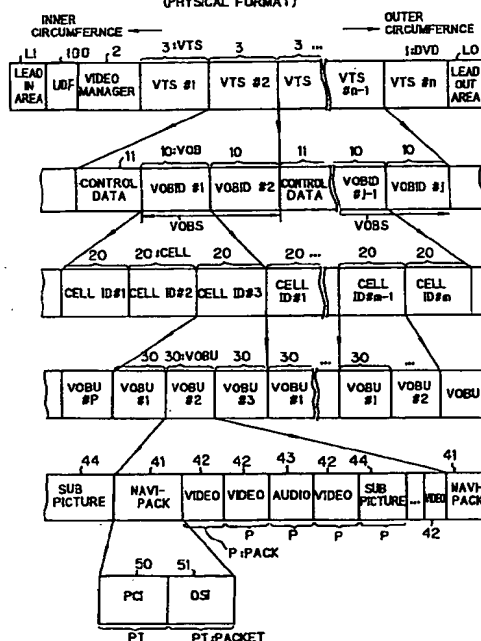 (PHYSICAL FORMAT)
INNER CIRCUMFERNCE
OUTER CIRCUMFERNCE
L1 100 2 3:VTS 3 3 ... 1:DVD LO
LEAD IN AREA UDF VIDEO MANAGER VTS #1 VTS #2 VTS VTS #n-1 VTS #n LEAD OUT AREA
11 10:VOB 10 11 10 10
CONTROL DATA VOBID #1 VOBID #2 CONTROL DATA VOBID #j-1 VOBID #j
VOBS VOBS
20 20:CELL 20 20 ... 20 20
CELL ID#1 CELL ID#2 CELL ID#3 CELL ID#1 CELL ID#m-1 CELL ID#m
30 30:VOBU 30 30 ... 30 ...
VOBU #P VOBU #1 VOBU #2 VOBU #3 VOBU #1 VOBU #1 VOBU #2 VOBU
44 41 42 42 43 42 44 41
SUB PICTURE NAVI-PACK VIDEO VIDEO AUDIO VIDEO SUB PICTURE ... VIDEO NAVI-PACK
P P P P 42
P:PACK
50 51
PCI DSI
PT PT:PACKET